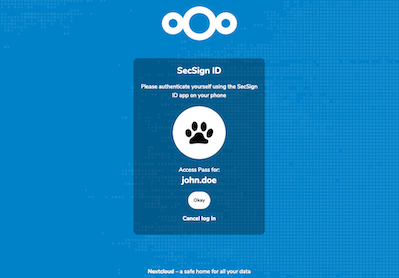 SecSign ID
Please authenticate yourself using the SecSign
ID app on your phone
Access Pass for:
john.doe
Okay
Cancel log in
Nextcloud – a safe home for all your data